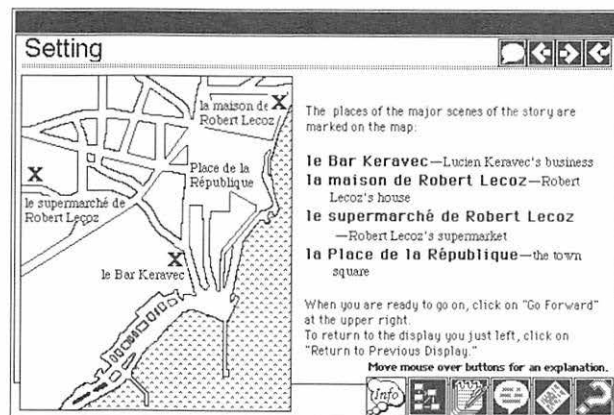 Setting
la maison de
Robert Lecoz
X
X
Place de la
République
le supermarché de
Robert Lecoz
X
le Bar Keravec
The places of the major scenes of the story are
marked on the map:
le Bar Keravec—Lucien Keravec's business
la maison de Robert Lecoz—Robert
Lecoz's house
le supermarché de Robert Lecoz
—Robert Lecoz's supermarket
la Place de la République—the town
square
When you are ready to go on, click on "Go Forward"
at the upper right.
To return to the display you just left, click on
"Return to Previous Display."
Move mouse over buttons for an explanation.
Info